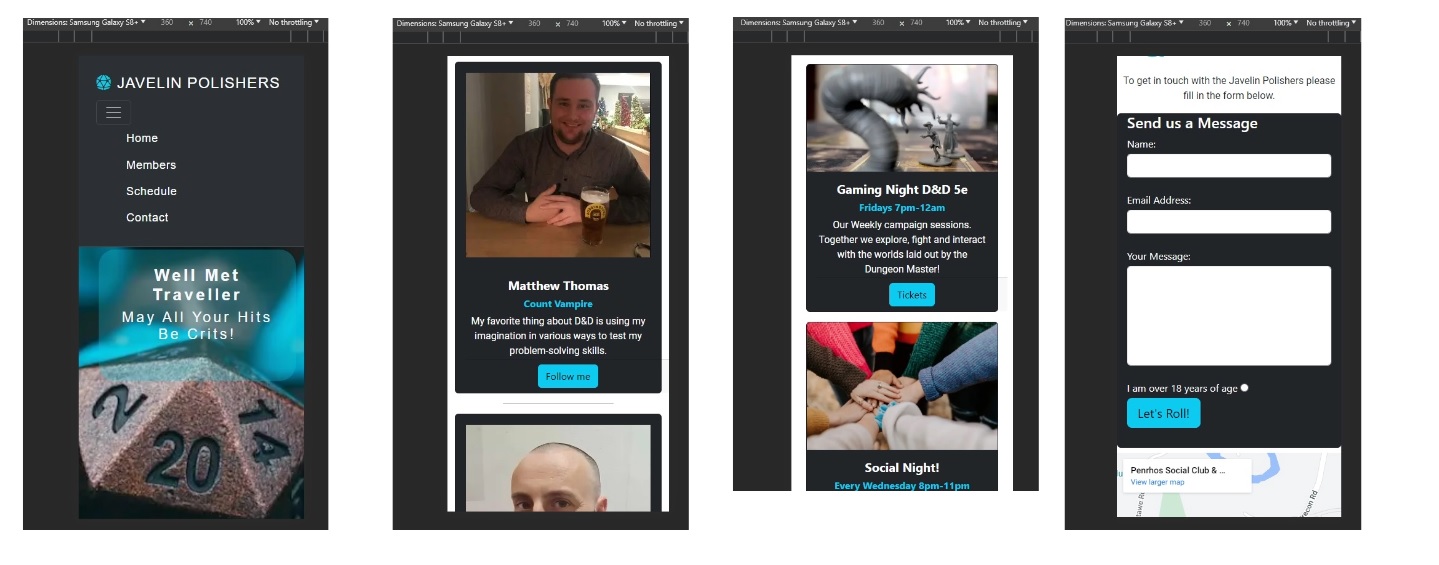 Dimensions: Samsung Galaxy S8+ ▼ 360 × 740 100% ▼ No throttling ▼
JAVELIN POLISHERS
Home
Members
Schedule
Contact
Well Met
Traveller
May All Your Hits
Be Crits!
2
20
14
Dimensions: Samsung Galaxy S8+ ▼ 360 × 740 100% ▼ No throttling ▼
Matthew Thomas
Count Vampire
My favorite thing about D&D is using my
imagination in various ways to test my
problem-solving skills.
Follow me
Dimensions: Samsung Galaxy S8+ ▼ 360 × 740 100% ▼ No throttling ▼
Gaming Night D&D 5e
Fridays 7pm-12am
Our Weekly campaign sessions.
Together we explore, fight and interact
with the worlds laid out by the
Dungeon Master!
Tickets
Social Night!
Every Wednesday 8pm-11pm
Dimensions: Samsung Galaxy S8+ ▼ 360 × 740 100% ▼ No throttling ▼
To get in touch with the Javelin Polishers please
fill in the form below.
Send us a Message
Name:
Email Address:
Your Message:
I am over 18 years of age
Let's Roll!
Penrhos Social Club & ...
View larger map